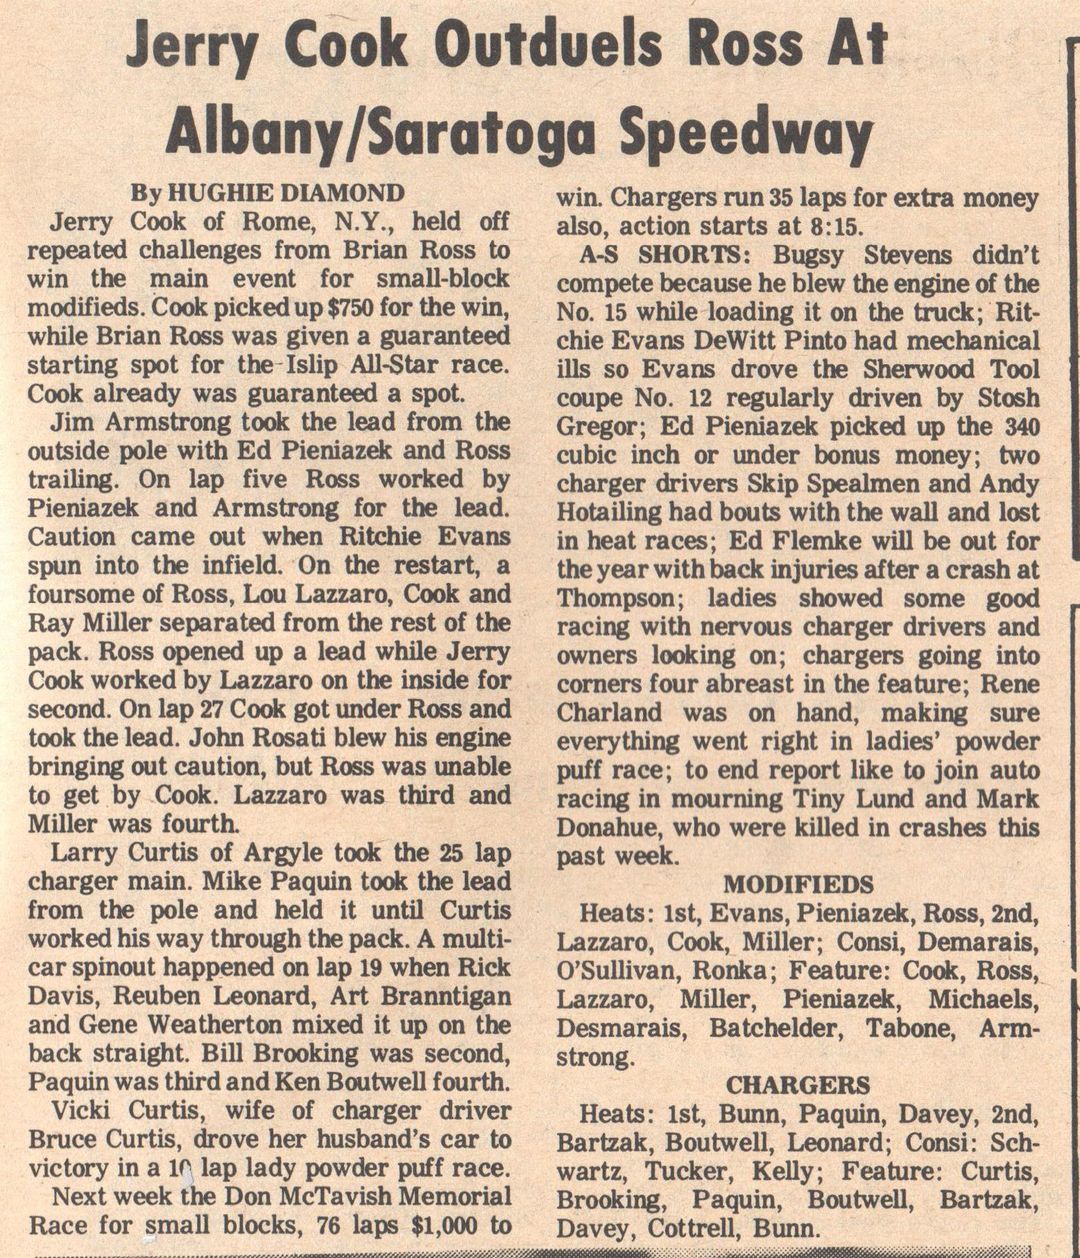 Jerry Cook Outduels Ross At
Albany/Saratoga Speedway
By HUGHIE DIAMOND
Jerry Cook of Rome, N.Y., held off
repeated challenges from Brian Ross to
win the main event for small-block
modifieds. Cook picked up $750 for the win,
while Brian Ross was given a guaranteed
starting spot for the Islip All-Star race.
Cook already was guaranteed a spot.
Jim Armstrong took the lead from the
outside pole with Ed Pieniazek and Ross
trailing. On lap five Ross worked by
Pieniazek and Armstrong for the lead.
Caution came out when Ritchie Evans
spun into the infield. On the restart, a
foursome of Ross, Lou Lazzaro, Cook and
Ray Miller separated from the rest of the
pack. Ross opened up a lead while Jerry
Cook worked by Lazzaro on the inside for
second. On lap 27 Cook got under Ross and
took the lead. John Rosati blew his engine
bringing out caution, but Ross was unable
to get by Cook. Lazzaro was third and
Miller was fourth.
Larry Curtis of Argyle took the 25 lap
charger main. Mike Paquin took the lead
from the pole and held it until Curtis
worked his way through the pack. A multi-
car spinout happened on lap 19 when Rick
Davis, Reuben Leonard, Art Branntigan
and Gene Weatherton mixed it up on the
back straight. Bill Brooking was second,
Paquin was third and Ken Boutwell fourth.
Vicki Curtis, wife of charger driver
Bruce Curtis, drove her husband's car to
victory in a 10 lap lady powder puff race.
Next week the Don McTavish Memorial
Race for small blocks, 76 laps $1,000 to
win. Chargers run 35 laps for extra money
also, action starts at 8:15.
A-S SHORTS: Bugsy Stevens didn't
compete because he blew the engine of the
No. 15 while loading it on the truck; Rit-
chie Evans DeWitt Pinto had mechanical
ills so Evans drove the Sherwood Tool
coupe No. 12 regularly driven by Stosh
Gregor; Ed Pieniazek picked up the 340
cubic inch or under bonus money; two
charger drivers Skip Spealmen and Andy
Hotailing had bouts with the wall and lost
in heat races; Ed Flemke will be out for
the year with back injuries after a crash at
Thompson; ladies showed some good
racing with nervous charger drivers and
owners looking on; chargers going into
corners four abreast in the feature; Rene
Charland was on hand, making sure
everything went right in ladies' powder
puff race; to end report like to join auto
racing in mourning Tiny Lund and Mark
Donahue, who were killed in crashes this
past week.
MODIFIEDS
Heats: 1st, Evans, Pieniazek, Ross, 2nd,
Lazzaro, Cook, Miller; Consi, Demarais,
O'Sullivan, Ronka; Feature: Cook, Ross,
Lazzaro, Miller, Pieniazek, Michaels,
Desmarais, Batchelder, Tabone, Arm-
strong.
CHARGERS
Heats: 1st, Bunn, Paquin, Davey, 2nd,
Bartzak, Boutwell, Leonard; Consi: Sch-
wartz, Tucker, Kelly; Feature: Curtis,
Brooking, Paquin, Boutwell, Bartzak,
Davey, Cottrell, Bunn.